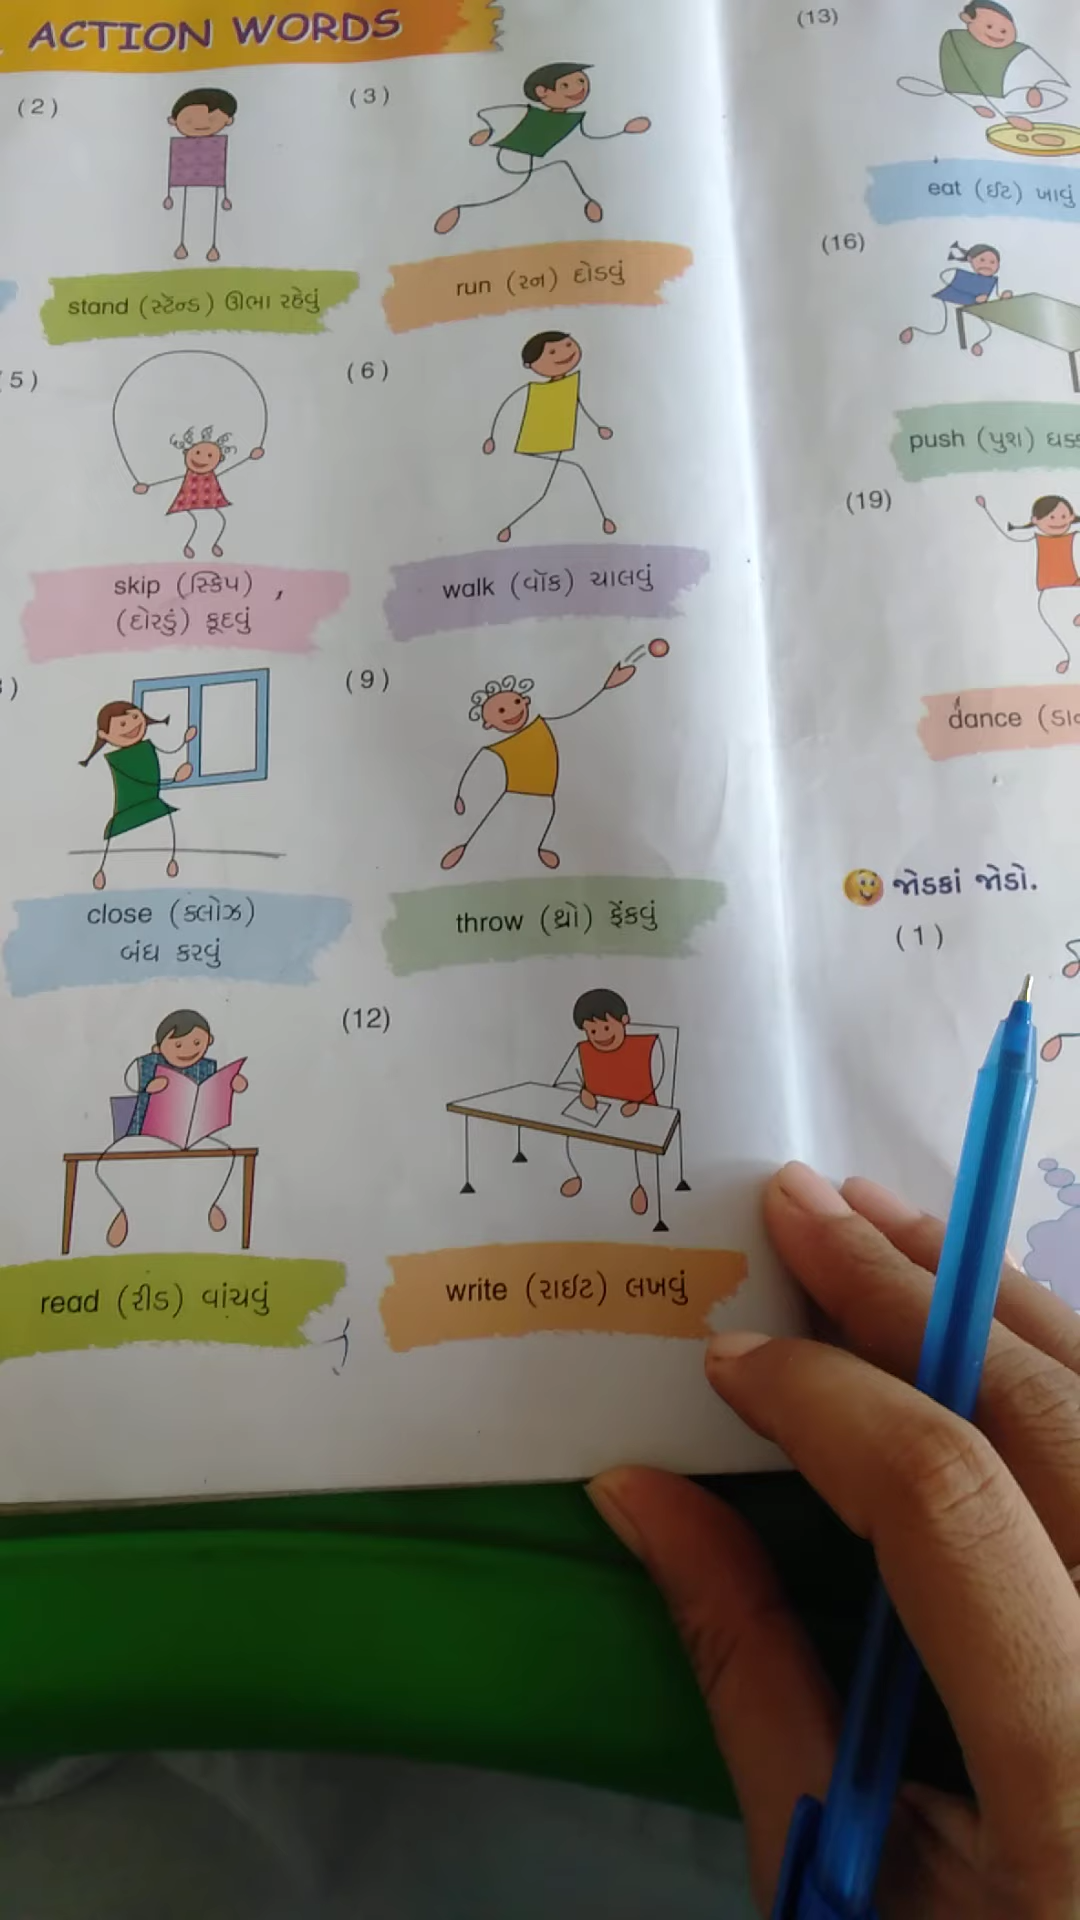 ACTION WORDS
(2)
(3)
stand (સ્ટેન્ડ) ઊભા રહેવું
run (રન) દોડવું
5)
(6)
skip (સ્કિપ) ,
(દોરડું) કૂદવું
walk (વૉક) ચાલવું
)
(9)
close (ક્લોઝ)
બંધ કરવું
throw (થ્રો) ફેંકવું
(12)
read (રીડ) વાંચવું
write (રાઈટ) લખવું
(13)
eat (ઈટ) ખાવું
(16)
push (પુશ)
(19)
dance
જોડકાં જોડો.
(1)